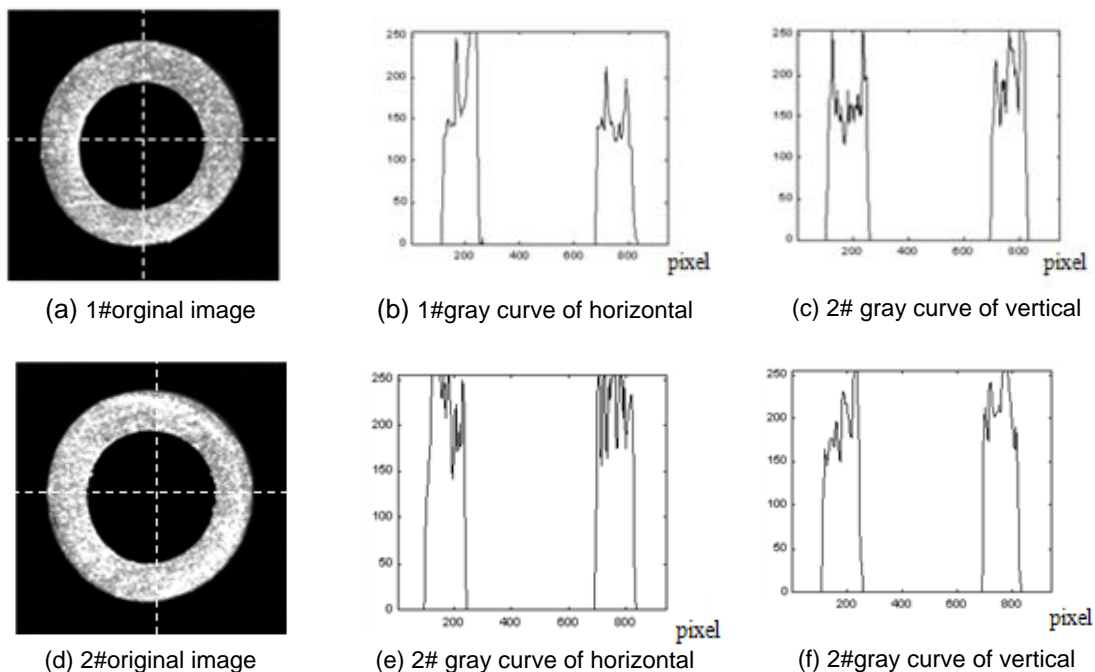 250
200
150
100
50
0
200 400 600 800
pixel
250
200
150
100
50
0
200 400 600 800
pixel
(a) 1#orginal image
(b) 1#gray curve of horizontal
(c) 2# gray curve of vertical
250
200
150
100
50
0
200 400 600 800
pixel
250
200
150
100
50
0
200 400 600 800
pixel
(d) 2#original image
(e) 2# gray curve of horizontal
(f) 2#gray curve of vertical